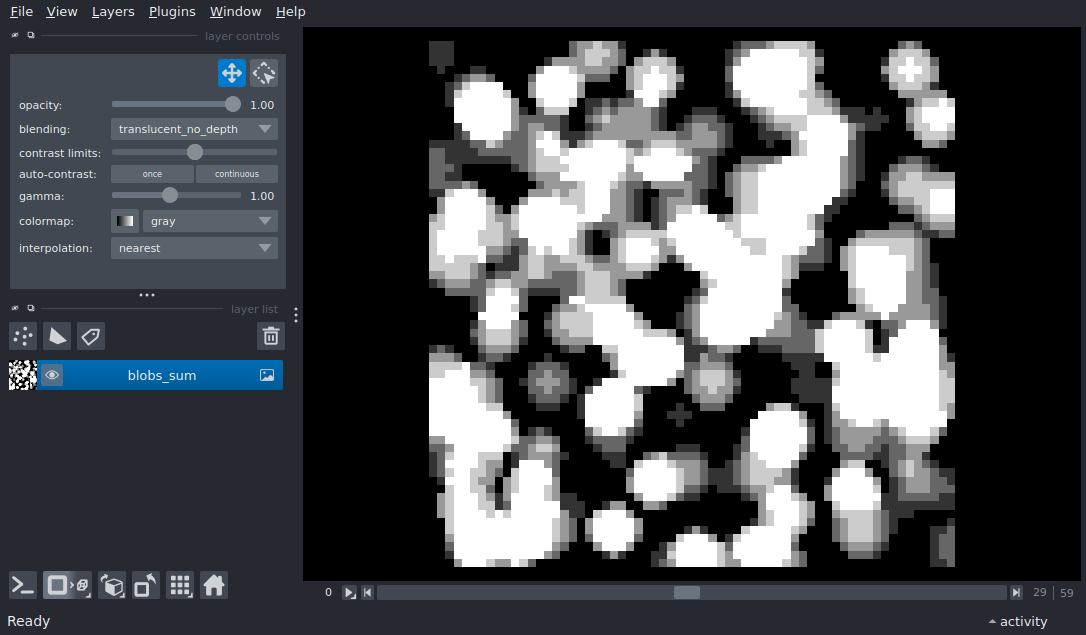 File View Layers Plugins Window Help
layer controls
opacity: 1.00
blending: translucent_no_depth
contrast limits:
auto-contrast: once continuous
gamma: 1.00
colormap: gray
interpolation: nearest
layer list
blobs_sum
0 29 59
Ready activity